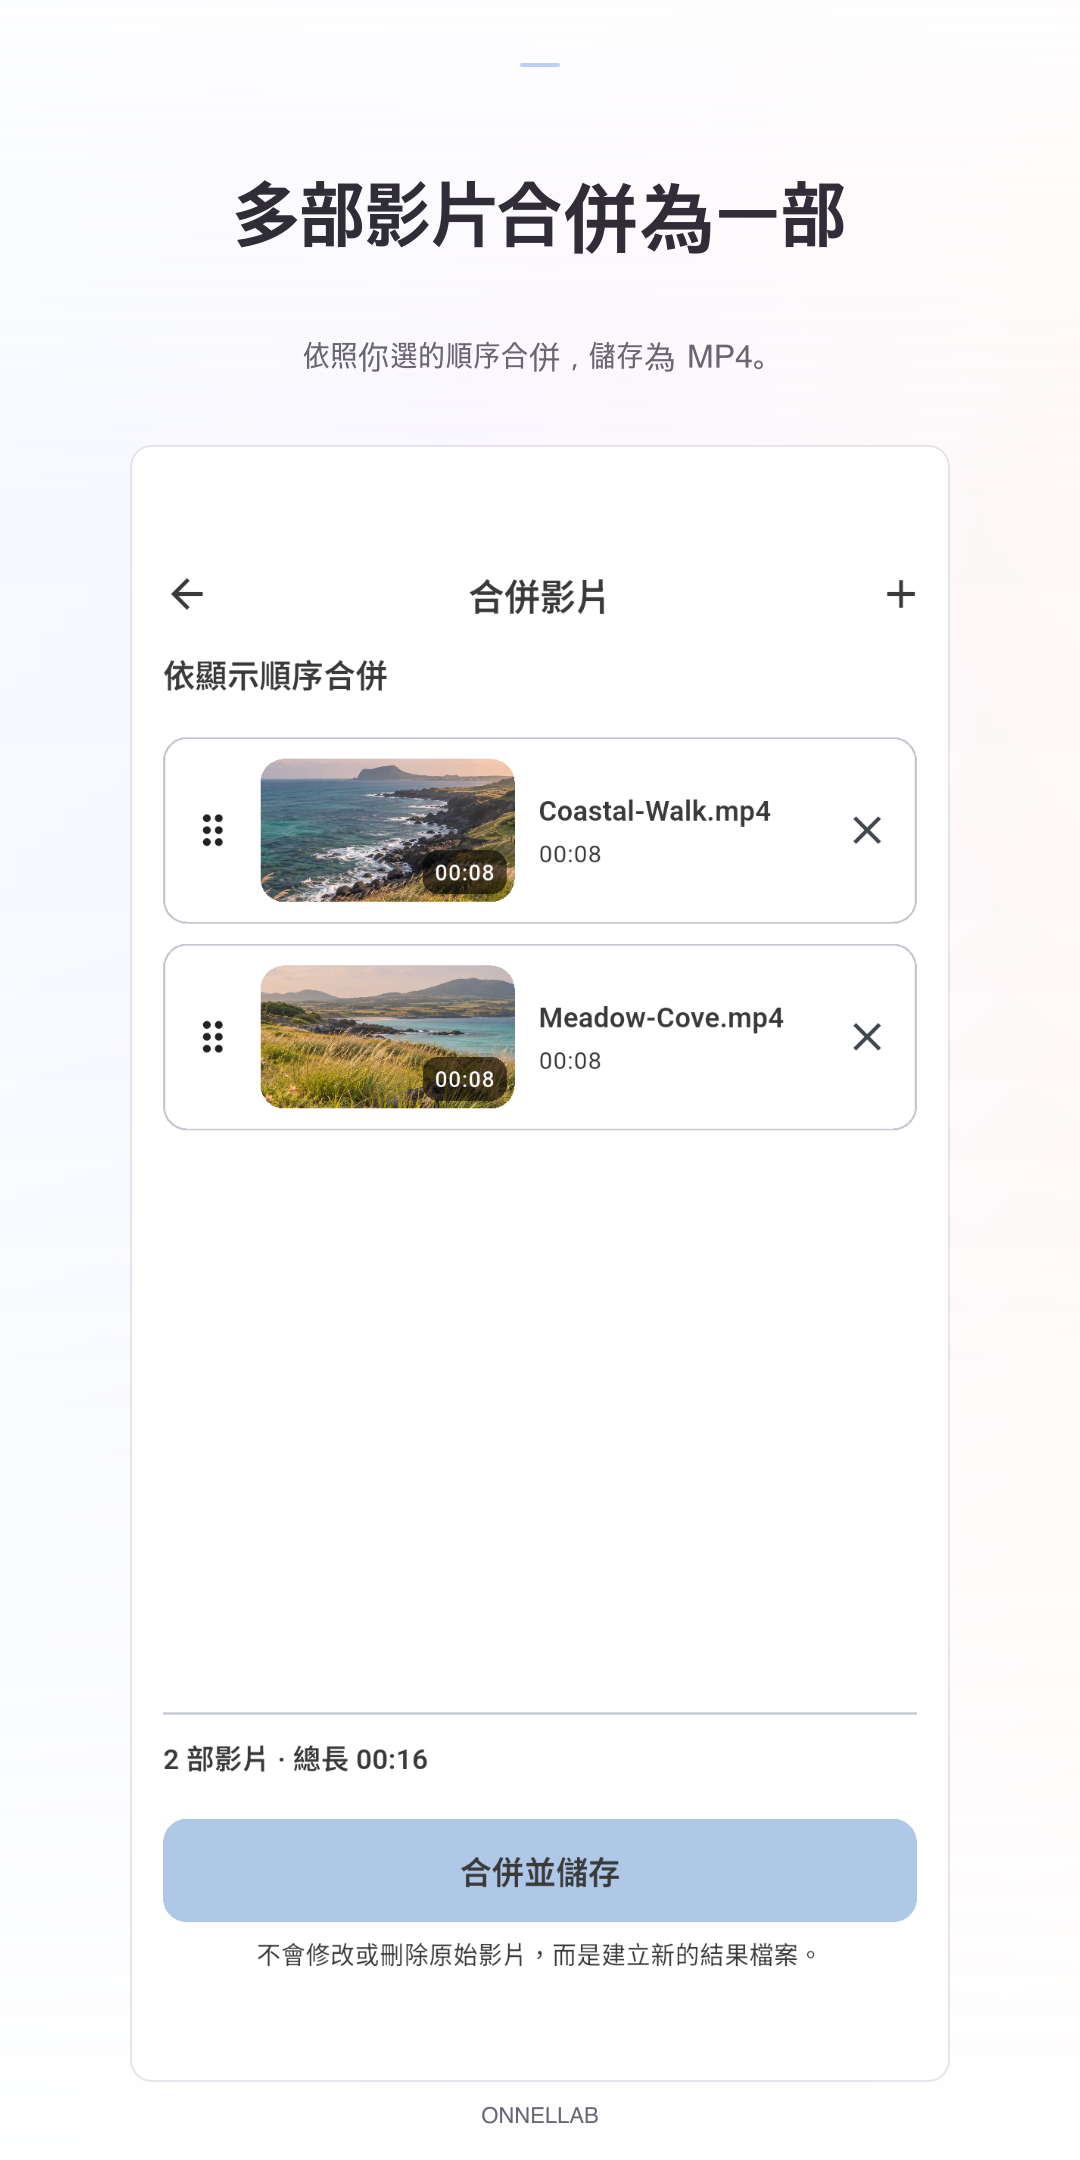 多部影片合併為一部
依照你選的順序合併，儲存為 MP4。
合併影片
依顯示順序合併
00:08
Coastal-Walk.mp4
00:08
00:08
Meadow-Cove.mp4
00:08
2 部影片 · 總長 00:16
合併並儲存
不會修改或刪除原始影片，而是建立新的結果檔案。
ONNELLAB